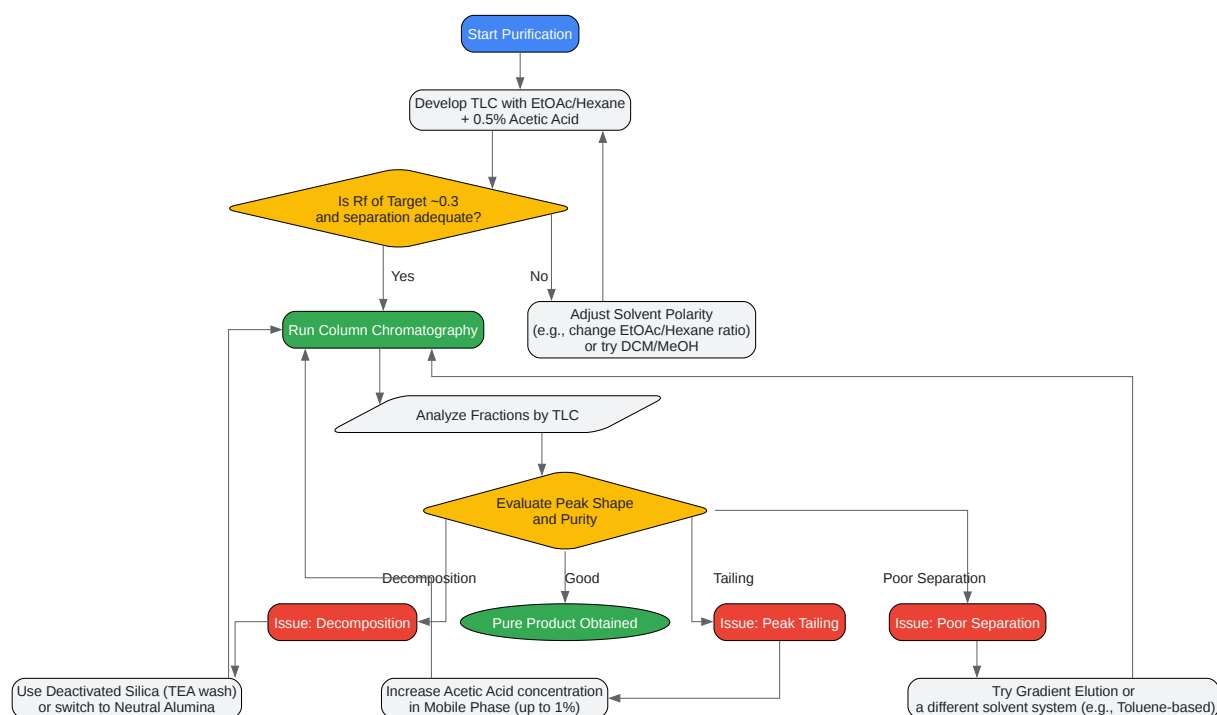 Start Purification
Develop TLC with EtOAc/Hexane
+ 0.5% Acetic Acid
Is Rf of Target ~0.3
and separation adequate?
Yes
No
Run Column Chromatography
Adjust Solvent Polarity
(e.g., change EtOAc/Hexane ratio)
or try DCM/MeOH
Analyze Fractions by TLC
Evaluate Peak Shape
and Purity
Decomposition
Good
Tailing
Poor Separation
Issue: Decomposition
Pure Product Obtained
Issue: Peak Tailing
Issue: Poor Separation
Use Deactivated Silica (TEA wash)
or switch to Neutral Alumina
Increase Acetic Acid concentration
in Mobile Phase (up to 1%)
Try Gradient Elution or
a different solvent system (e.g., Toluene-based)